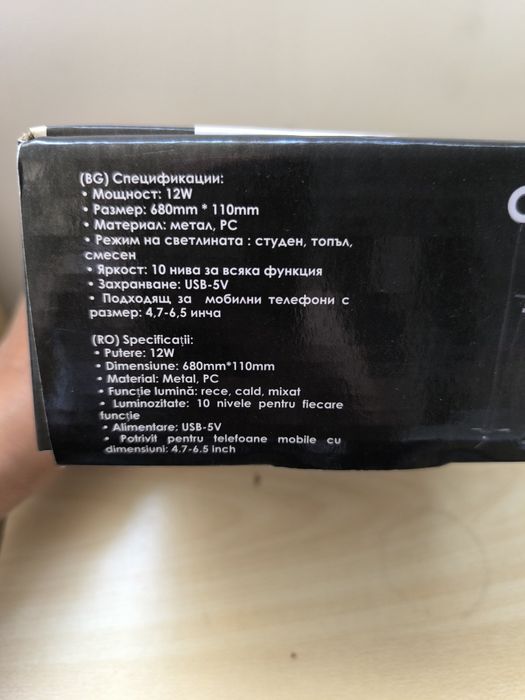 (BG) Спецификации:
• Мощност: 12W
• Размер: 680mm * 110mm
• Материал: метал, PC
• Режим на светлината : студен, топъл,
смесен
• Яркост: 10 нива за всяка функция
• Захранване: USB-5V
• Подходящ за мобилни телефони с
размер: 4,7-6,5 инча
(RO) Specificații:
• Putere: 12W
• Dimensiune: 680mm*110mm
• Material: Metal, PC
• Funcție lumină: rece, cald, mixat
• Luminozitate: 10 nivele pentru fiecare
funcție
• Alimentare: USB-5V
• Potrivit pentru telefoane mobile cu
dimensiuni: 4.7-6.5 inch